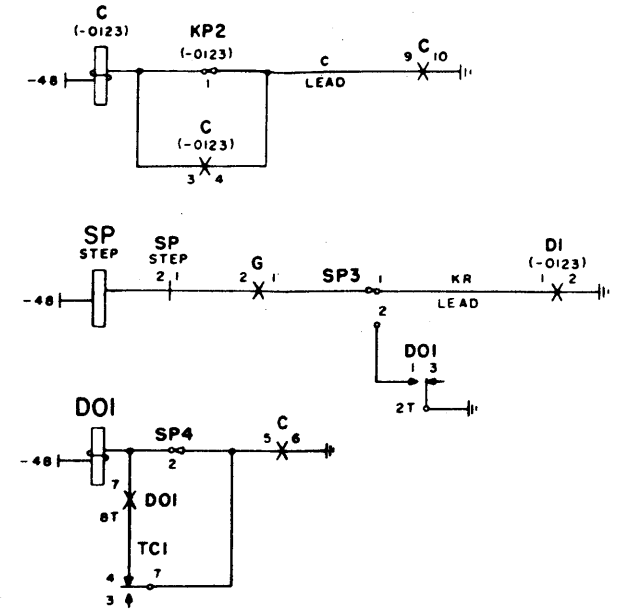 C
(-0123)
KP2
(-0123)
C
9 10
-48
1
C
LEAD
C
(-0123)
3 4
SP
STEP
SP
STEP
2 1
G
2 1
SP3
1
KR
LEAD
D1
(-0123)
1 2
-48
2
DO1
1 3
2T
DO1
SP4
C
5 6
-48
2
7
DO1
8T
TC1
4
7
3